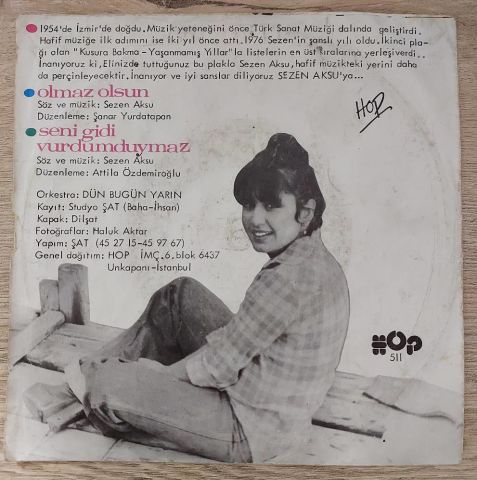 1954'de İzmir'de doğdu. Müzik yeteneğini önce Türk Sanat Müziği dalında geliştirdi.
Hafif müziğe ilk adımını ise iki yıl önce attı. 1976 Sezen'in şanslı yılı oldu. İkinci pla
ğı olan "Kusura Bakma - Yaşanmamış Yıllar"la listelerin en üst sıralarına yerleşiverdi..
İnanıyoruz ki, Elinizde tuttuğunuz bu plakla Sezen Aksu, hafif müzikteki yerini daha
da perçinleyecektir. İnanıyor ve iyi şanslar diliyoruz SEZEN AKSU'ya...
HOP
olmaz olsun
Söz ve müzik: Sezen Aksu
Düzenleme: Şanar Yurdatapan
seni gidi
vurdumduymaz
Söz ve müzik: Sezen Aksu
Düzenleme: Attila Özdemiroğlu
Orkestra: DÜN BUGÜN YARIN
Kayıt: Studyo ŞAT (Baha-İhsan)
Kapak: Dilşat
Fotoğraflar: Haluk Aktar
Yapım: ŞAT (45 27 15-45 97 67)
Genel dağıtım: HOP İMÇ. 6, blok 6437
Unkapanı-İstanbul
HOP
511